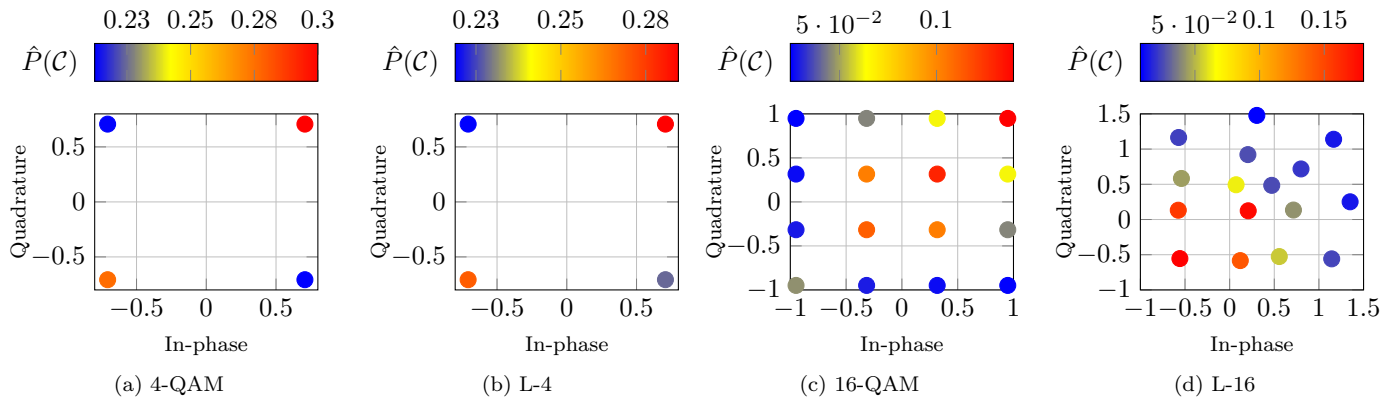 0.23 0.25 0.28 0.3
P̂(C)
0.5
0
−0.5
Quadrature
−0.5 0 0.5
In-phase
(a) 4-QAM
0.23 0.25 0.28
P̂(C)
0.5
0
−0.5
Quadrature
−0.5 0 0.5
In-phase
(b) L-4
5 · 10⁻² 0.1
P̂(C)
1
0.5
0
−0.5
−1
Quadrature
−1 −0.5 0 0.5 1
In-phase
(c) 16-QAM
5 · 10⁻² 0.1 0.15
P̂(C)
1.5
1
0.5
0
−0.5
−1
Quadrature
−1 −0.5 0 0.5 1 1.5
In-phase
(d) L-16